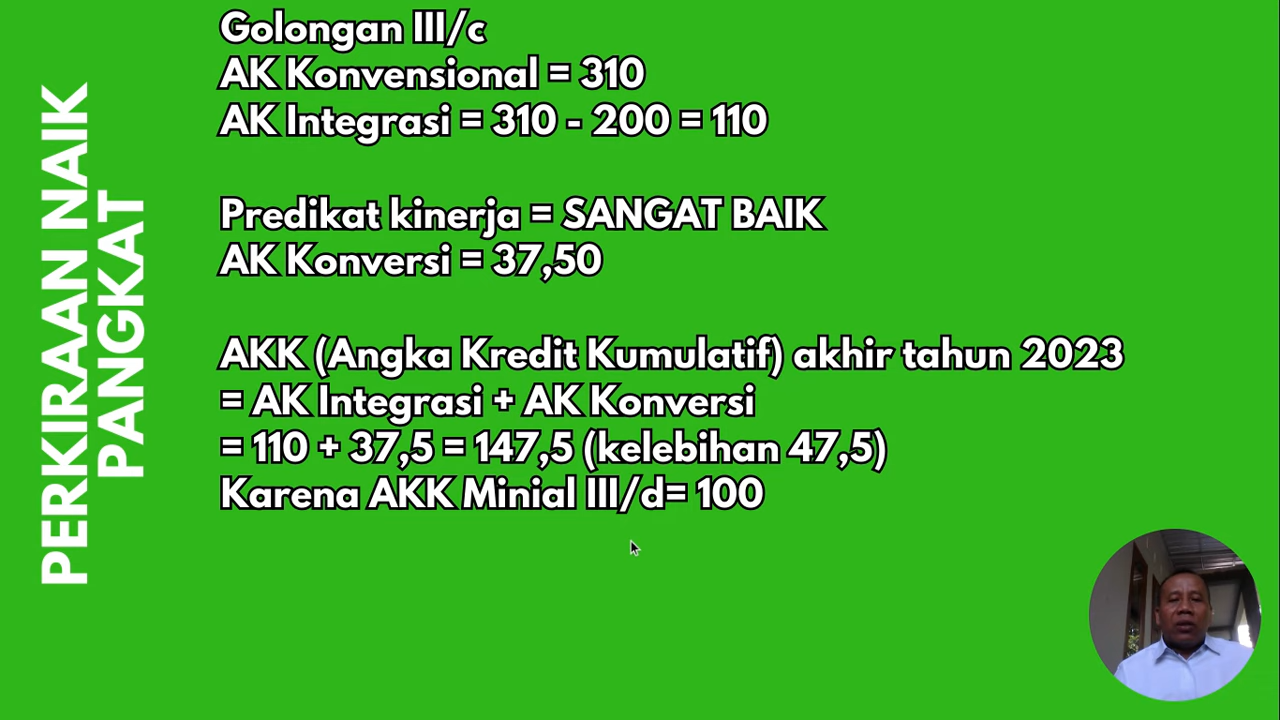 PERKIRAAN NAIK
PANGKAT
Golongan III/c
AK Konvensional = 310
AK Integrasi = 310 - 200 = 110
Predikat kinerja = SANGAT BAIK
AK Konversi = 37,50
AKK (Angka Kredit Kumulatif) akhir tahun 2023
= AK Integrasi + AK Konversi
= 110 + 37,5 = 147,5 (kelebihan 47,5)
Karena AKK Minial III/d= 100